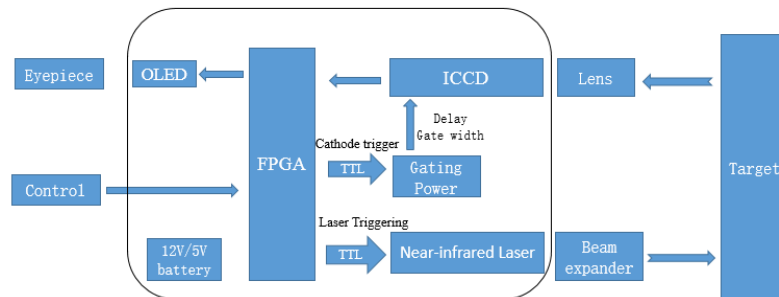 Eyepiece
OLED
ICCD
Lens
Delay
Gate width
Cathode trigger
FPGA
TTL
Gating
Power
Target
Control
Laser Triggering
12V/5V
battery
TTL
Near-infrared Laser
Beam
expander